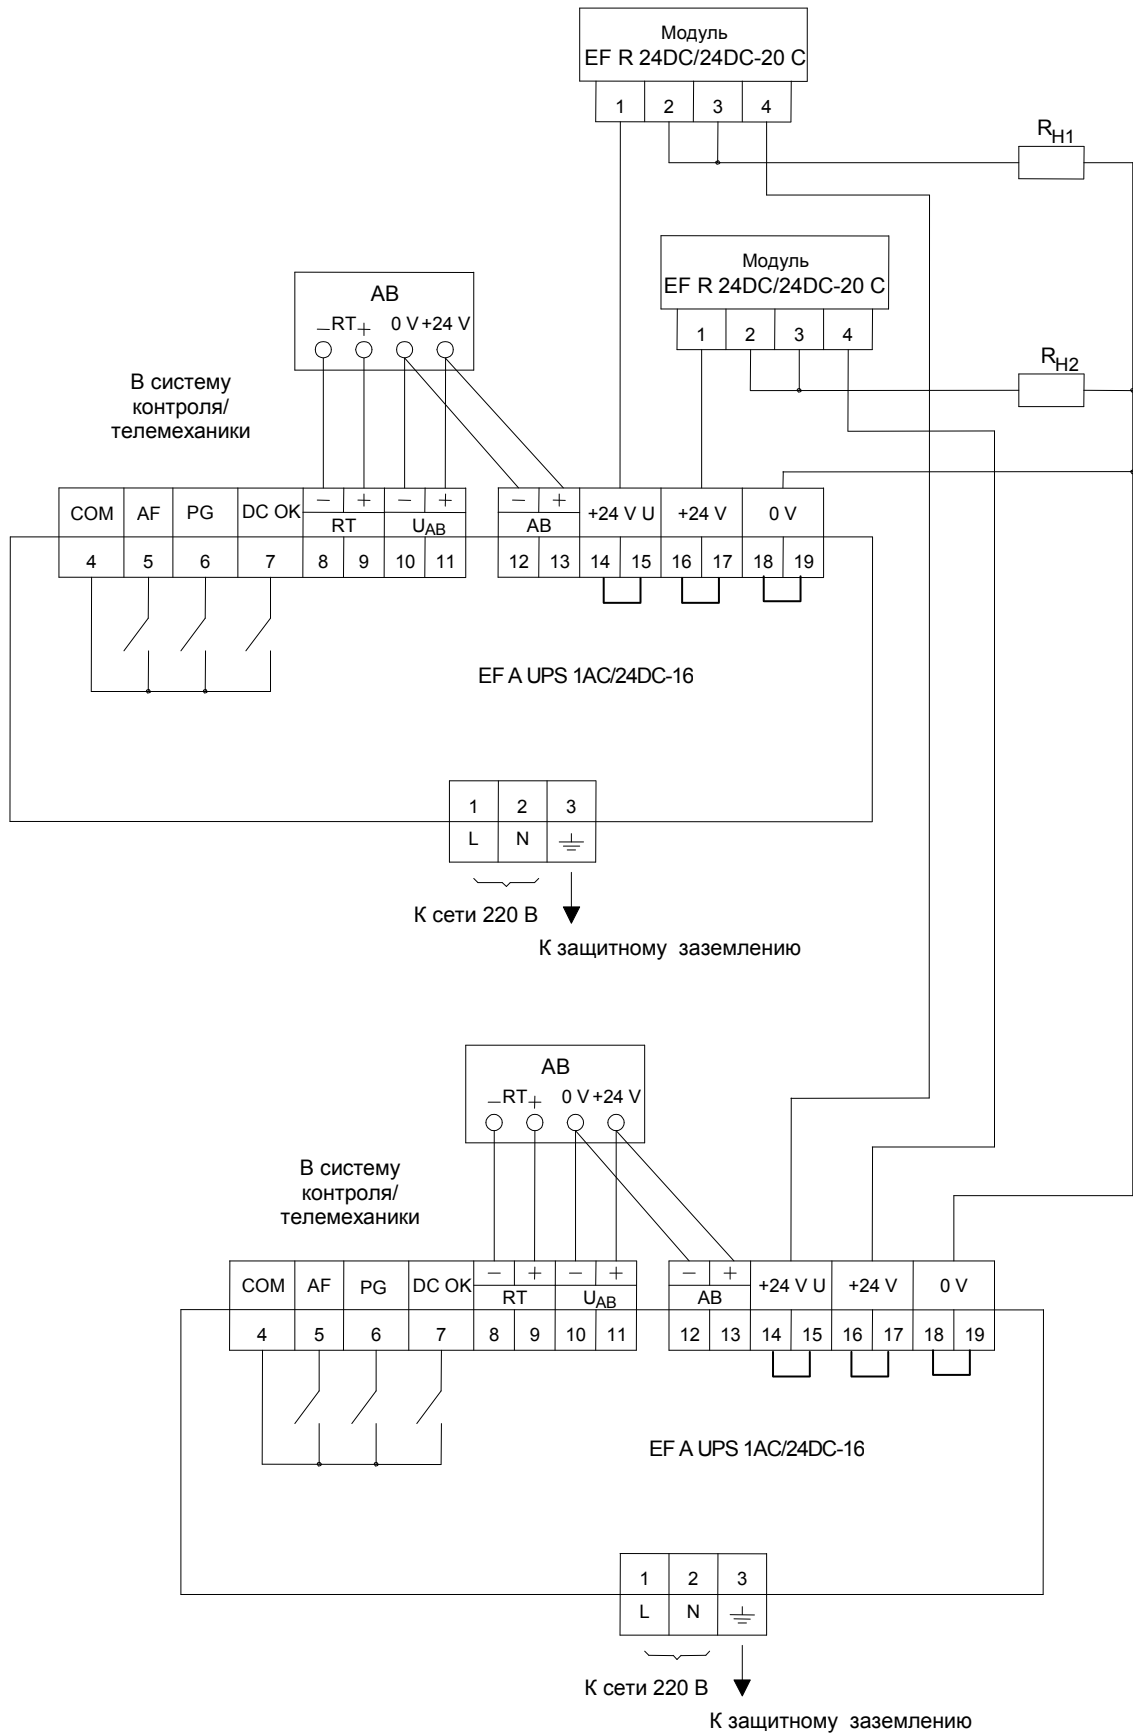 Модуль
EF R 24DC/24DC-20 C
1 2 3 4
RH1
Модуль
EF R 24DC/24DC-20 C
1 2 3 4
RH2
AB
–RT+ 0 V +24 V
В систему
контроля/
телемеханики
– + – + – +
COM AF PG DC OK RT UAB AB +24 V U +24 V 0 V
4 5 6 7 8 9 10 11 12 13 14 15 16 17 18 19
EF A UPS 1AC/24DC-16
1 2 3
L N
К сети 220 В
К защитному заземлению
AB
–RT+ 0 V +24 V
В систему
контроля/
телемеханики
– + – + – +
COM AF PG DC OK RT UAB AB +24 V U +24 V 0 V
4 5 6 7 8 9 10 11 12 13 14 15 16 17 18 19
EF A UPS 1AC/24DC-16
1 2 3
L N
К сети 220 В
К защитному заземлению